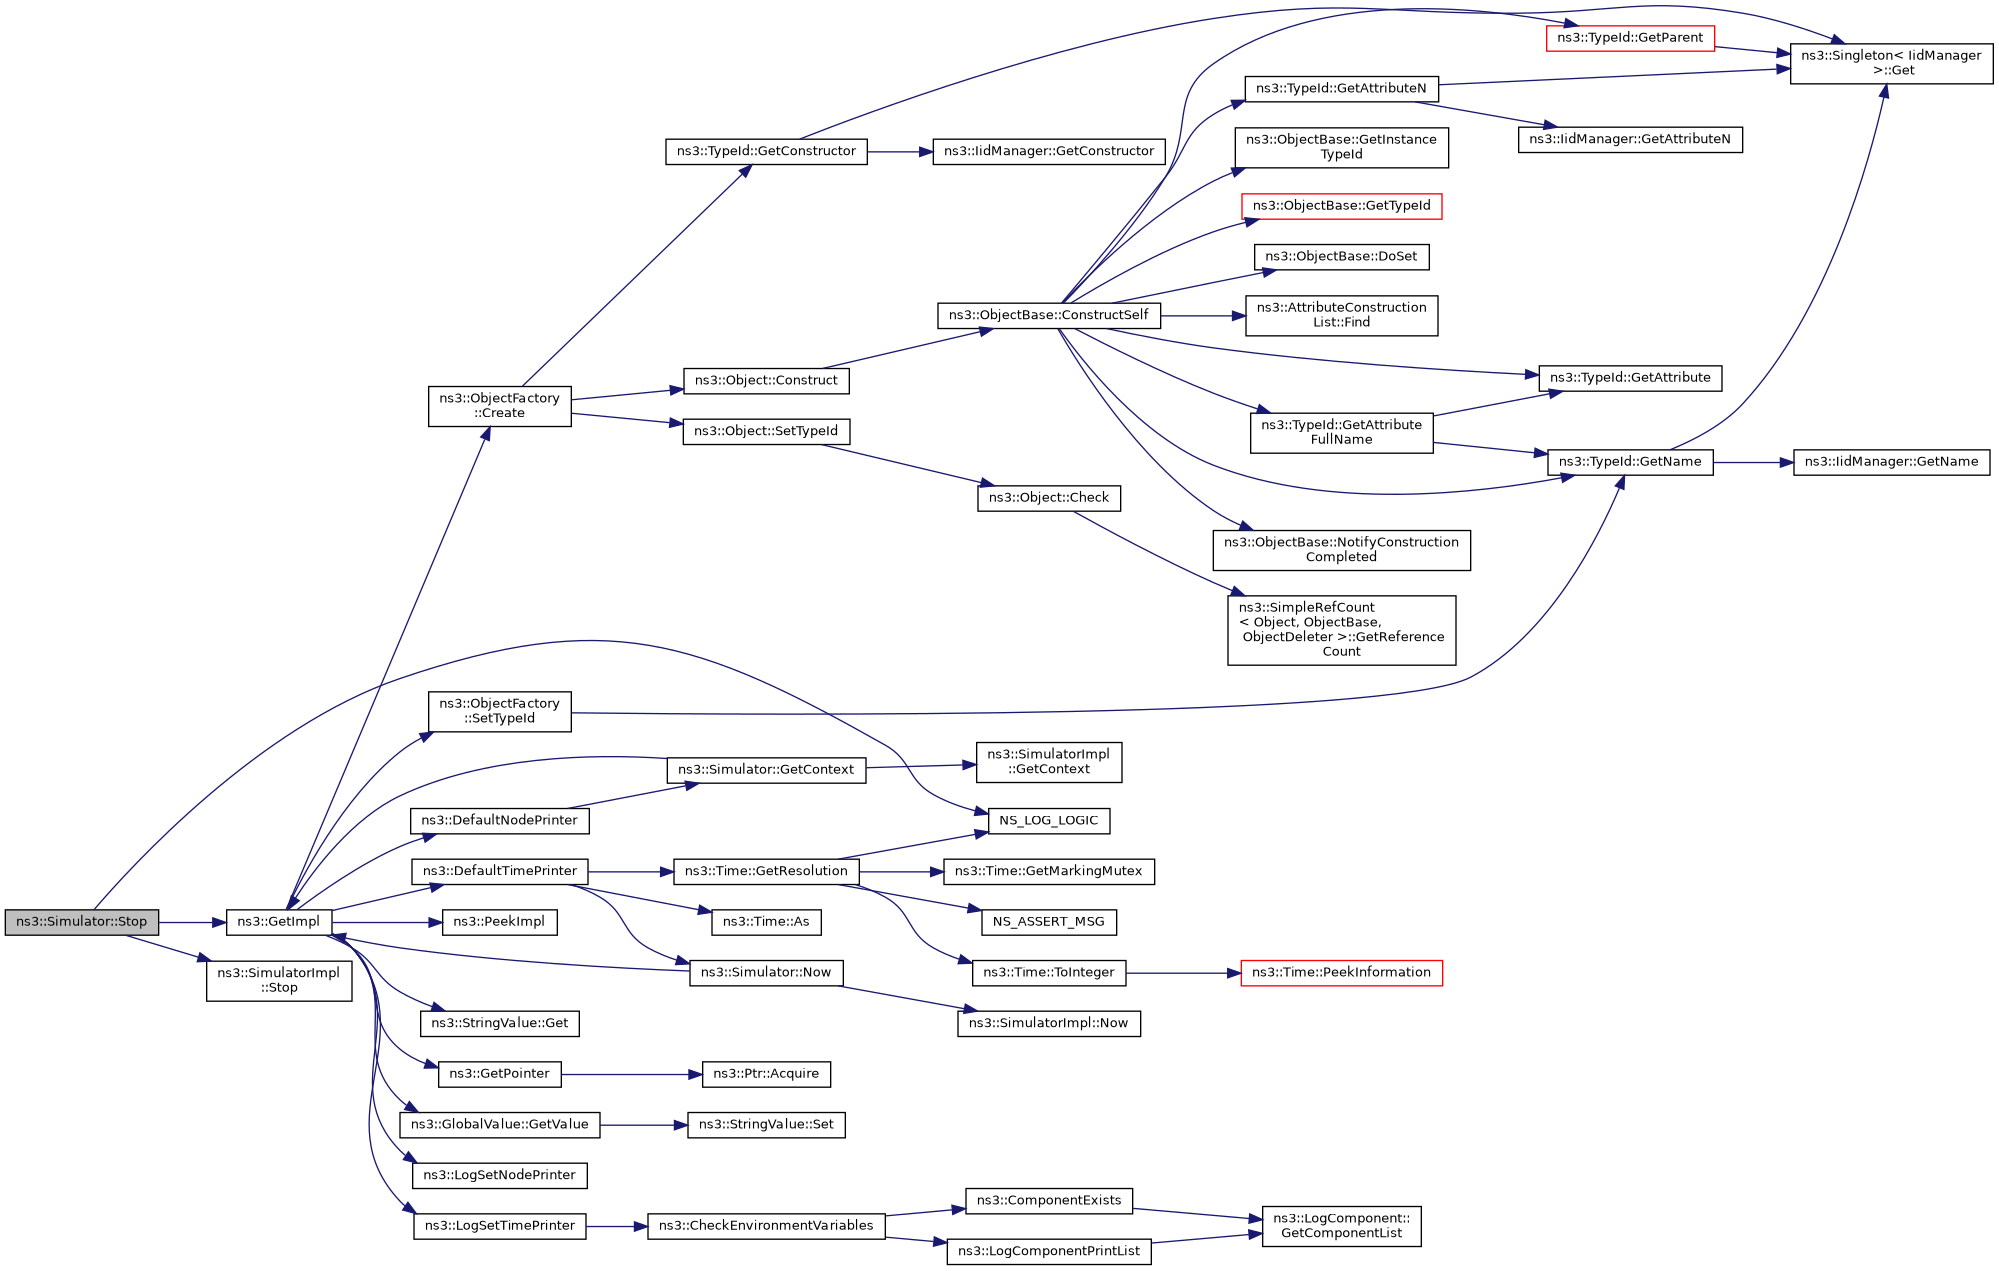 ns3::TypeId::GetParent
ns3::Singleton< IidManager
>::Get
ns3::TypeId::GetAttributeN
ns3::IidManager::GetAttributeN
ns3::TypeId::GetConstructor
ns3::IidManager::GetConstructor
ns3::ObjectBase::GetInstance
TypeId
ns3::ObjectBase::GetTypeId
ns3::ObjectBase::DoSet
ns3::ObjectBase::ConstructSelf
ns3::AttributeConstruction
List::Find
ns3::Object::Construct
ns3::TypeId::GetAttribute
ns3::ObjectFactory
::Create
ns3::Object::SetTypeId
ns3::TypeId::GetAttribute
FullName
ns3::TypeId::GetName
ns3::IidManager::GetName
ns3::Object::Check
ns3::ObjectBase::NotifyConstruction
Completed
ns3::SimpleRefCount
< Object, ObjectBase,
ObjectDeleter >::GetReference
Count
ns3::ObjectFactory
::SetTypeId
ns3::Simulator::GetContext
ns3::SimulatorImpl
::GetContext
ns3::DefaultNodePrinter
NS_LOG_LOGIC
ns3::DefaultTimePrinter
ns3::Time::GetResolution
ns3::Time::GetMarkingMutex
ns3::Simulator::Stop
ns3::GetImpl
ns3::PeekImpl
ns3::Time::As
NS_ASSERT_MSG
ns3::SimulatorImpl
::Stop
ns3::Simulator::Now
ns3::Time::ToInteger
ns3::Time::PeekInformation
ns3::StringValue::Get
ns3::SimulatorImpl::Now
ns3::GetPointer
ns3::Ptr::Acquire
ns3::GlobalValue::GetValue
ns3::StringValue::Set
ns3::LogSetNodePrinter
ns3::LogSetTimePrinter
ns3::CheckEnvironmentVariables
ns3::ComponentExists
ns3::LogComponentPrintList
ns3::LogComponent::
GetComponentList